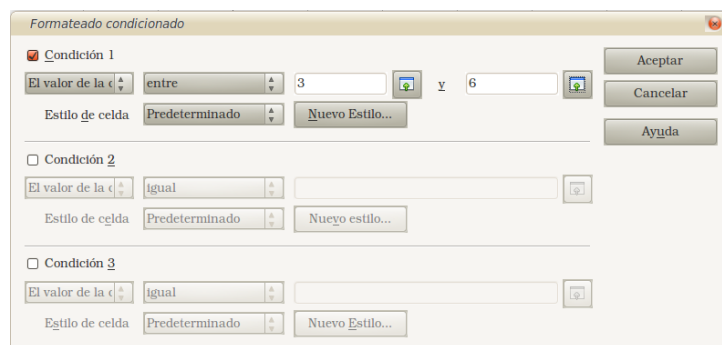 Formateado condicionado
Condición 1
El valor de la c entre 3 y 6
Estilo de celda Predeterminado Nuevo Estilo...
Condición 2
El valor de la c igual
Estilo de celda Predeterminado Nuevo estilo...
Condición 3
El valor de la c igual
Estilo de celda Predeterminado Nuevo Estilo...
Aceptar
Cancelar
Ayuda